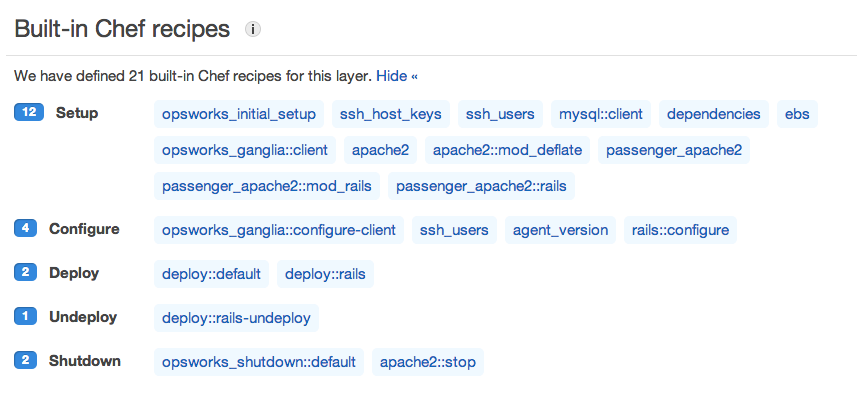 Built-in Chef recipes i
We have defined 21 built-in Chef recipes for this layer. Hide «
12 Setup opsworks_initial_setup ssh_host_keys ssh_users mysql::client dependencies ebs
opsworks_ganglia::client apache2 apache2::mod_deflate passenger_apache2
passenger_apache2::mod_rails passenger_apache2::rails
4 Configure opsworks_ganglia::configure-client ssh_users agent_version rails::configure
2 Deploy deploy::default deploy::rails
1 Undeploy deploy::rails-undeploy
2 Shutdown opsworks_shutdown::default apache2::stop